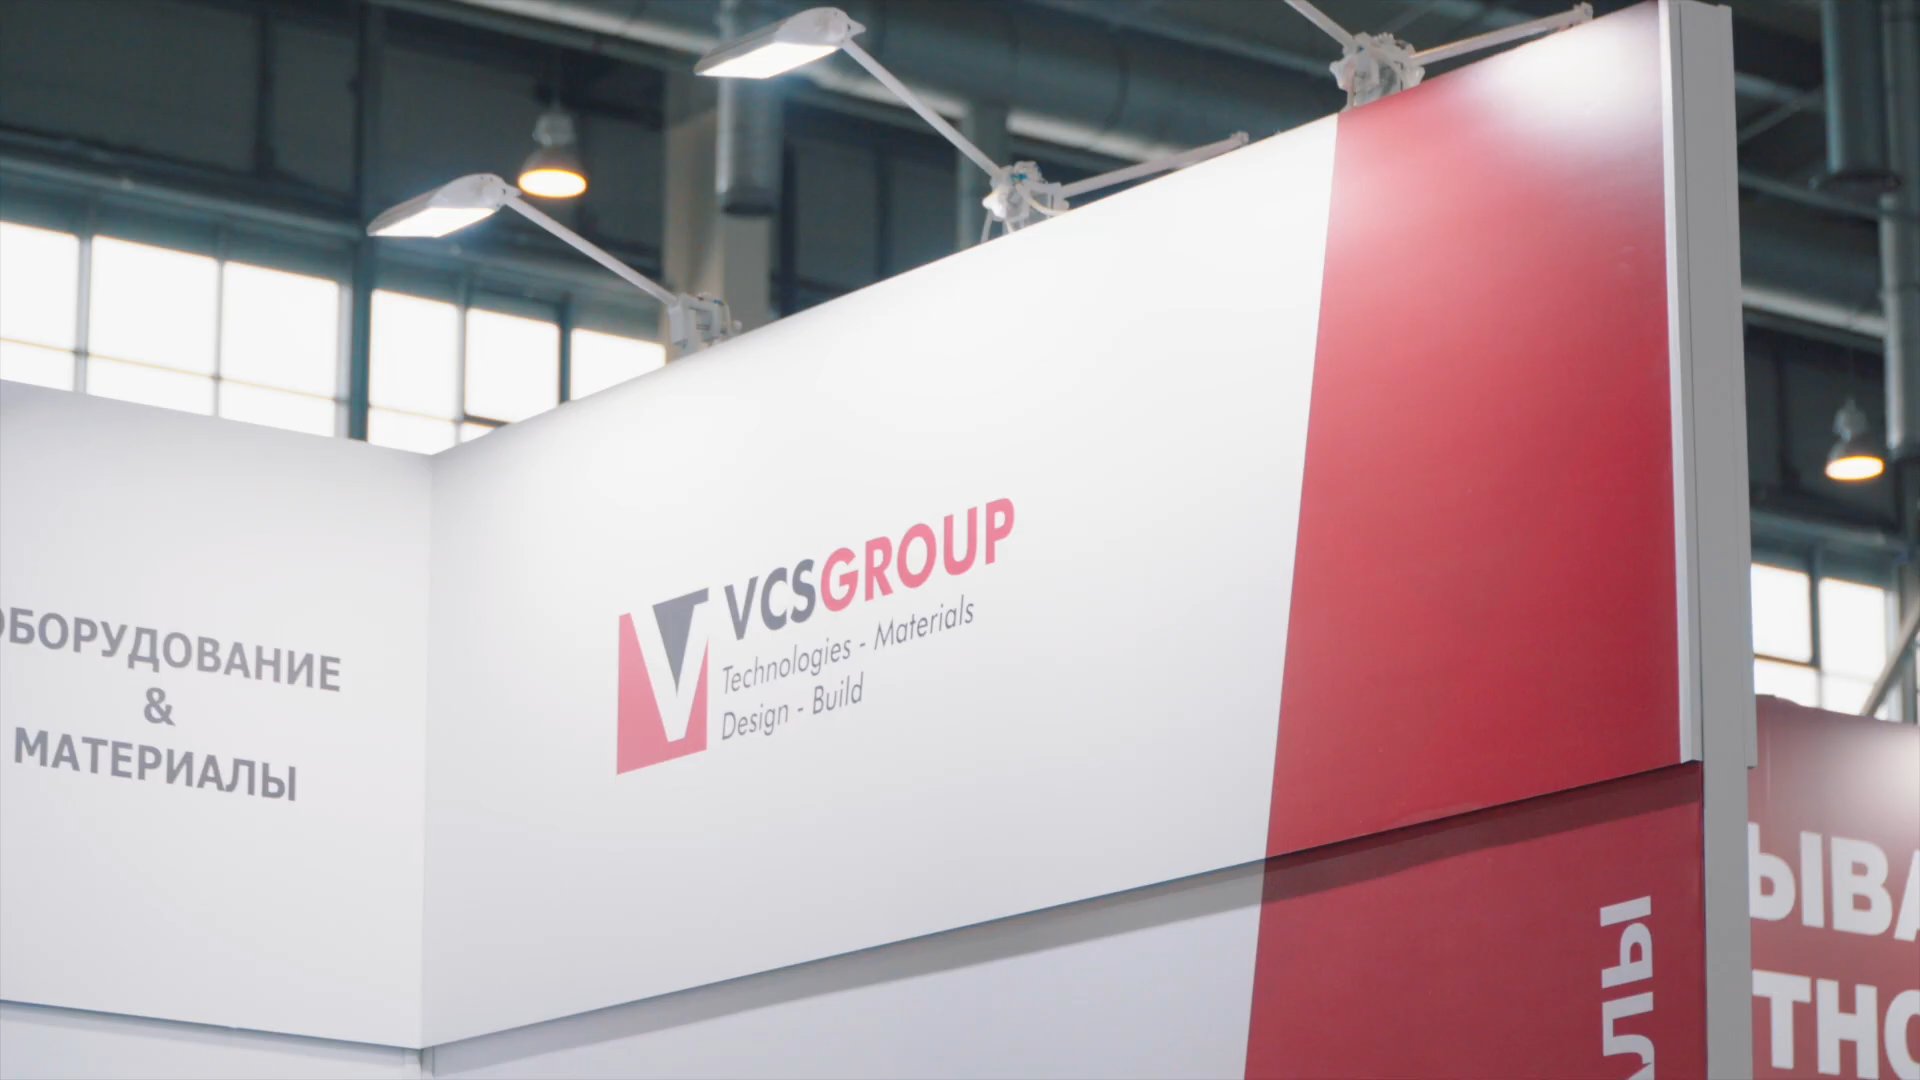 ОБОРУДОВАНИЕ
&
МАТЕРИАЛЫ
VCSGROUP
Technologies - Materials
Design - Build